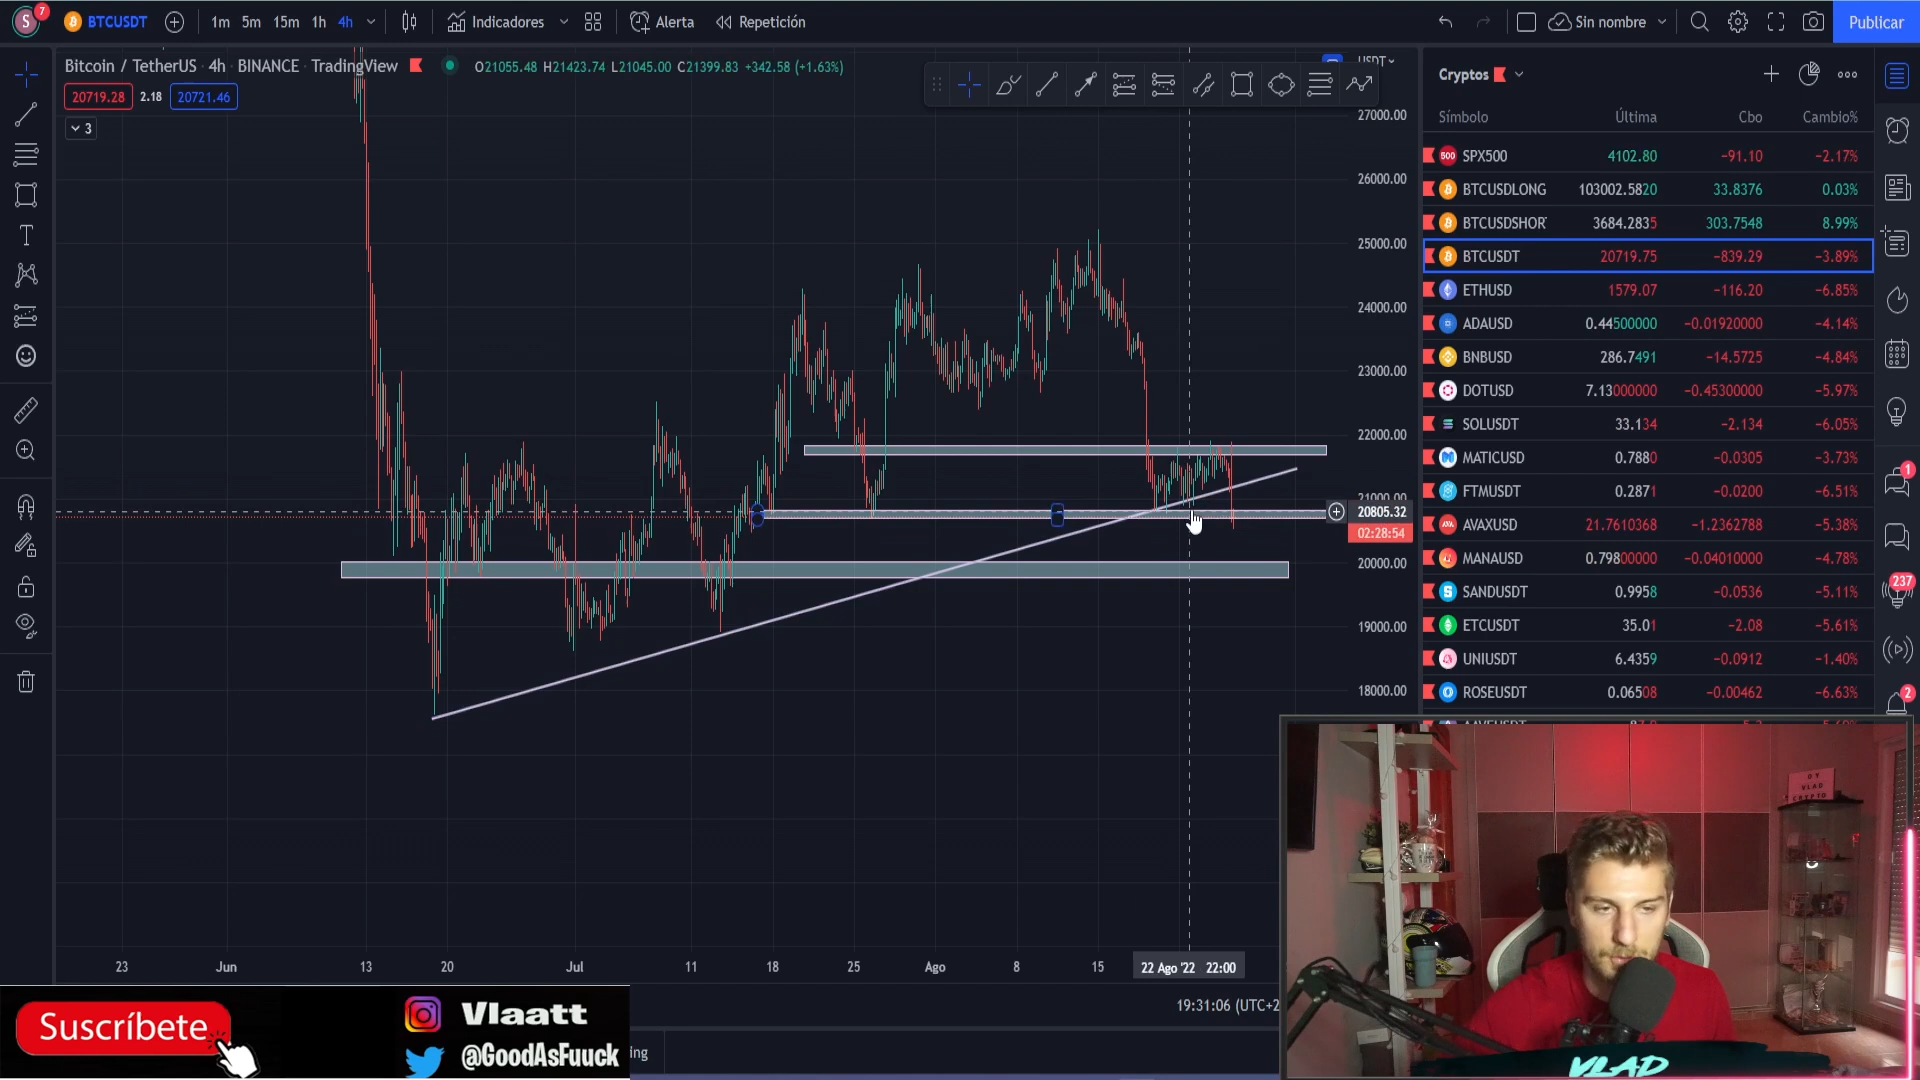 S 7 BTCUSDT 1m 5m 15m 1h 4h Indicadores Alerta Repetición Sin nombre Publicar
Bitcoin / TetherUS · 4h · BINANCE · TradingView O21055.48 H21423.74 L21045.00 C21399.83 +342.58 (+1.63%)
20719.28 2.18 20721.46
3
USDT
27000.00
26000.00
25000.00
24000.00
23000.00
22000.00
21000.00
20805.32
02:28:54
20000.00
19000.00
18000.00
23 Jun 13 20 Jul 11 18 25 Ago 8 15 22 Ago '22 22:00
19:31:06 (UTC+2
Cryptos
Símbolo Última Cbo Cambio%
SPX500 4102.80 −91.10 −2.17%
BTCUSDLONG 103002.5820 33.8376 0.03%
BTCUSDSHOR 3684.2835 303.7548 8.99%
BTCUSDT 20719.75 −839.29 −3.89%
ETHUSD 1579.07 −116.20 −6.85%
ADAUSD 0.44500000 −0.01920000 −4.14%
BNBUSD 286.7491 −14.5725 −4.84%
DOTUSD 7.13000000 −0.45300000 −5.97%
SOLUSDT 33.134 −2.134 −6.05%
MATICUSD 0.7880 −0.0305 −3.73%
FTMUSDT 0.2871 −0.0200 −6.51%
AVAXUSD 21.7610368 −1.2362788 −5.38%
MANAUSD 0.79800000 −0.04010000 −4.78%
SANDUSDT 0.9958 −0.0536 −5.11%
ETCUSDT 35.01 −2.08 −5.61%
UNIUSDT 6.4359 −0.0912 −1.40%
ROSEUSDT 0.06508 −0.00462 −6.63%
1
237
2
Suscríbete
Vlaatt
@GoodAsFuuck
ing
BY
VLAD
CRYPTO
VLAD